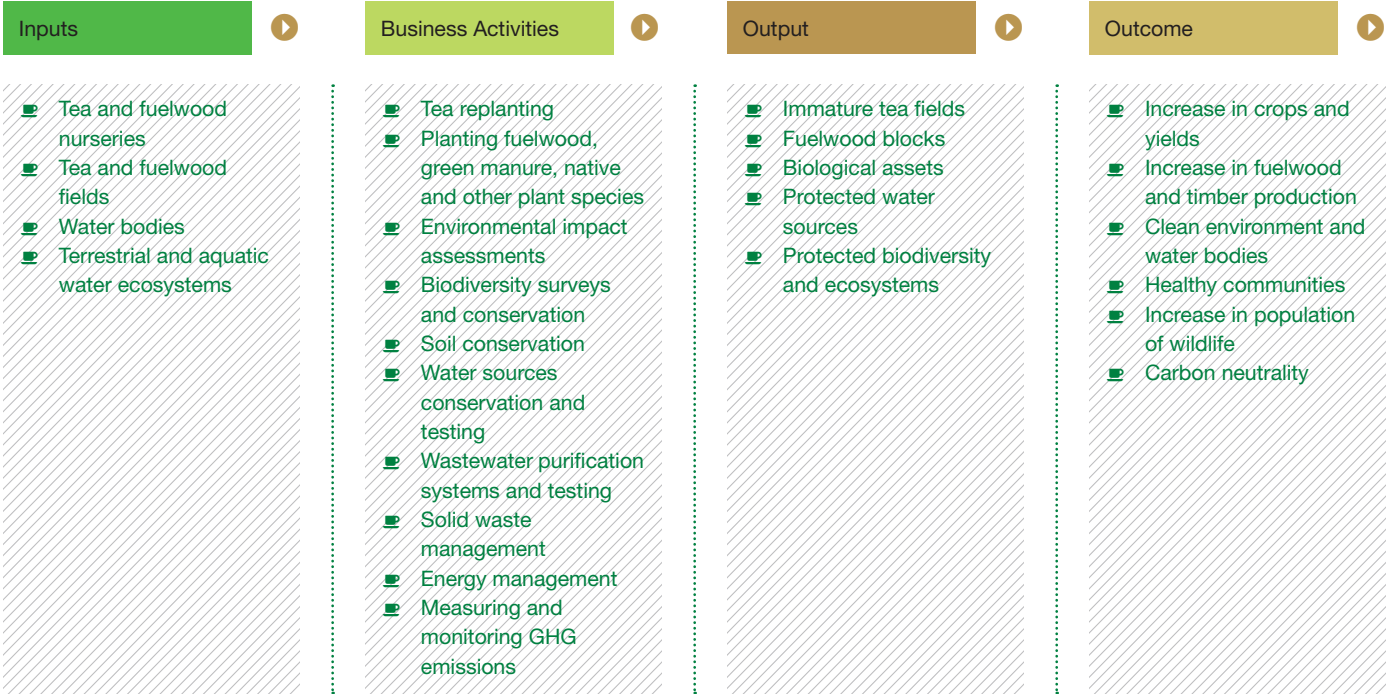 Inputs
Tea and fuelwood
nurseries
Tea and fuelwood
fields
Water bodies
Terrestrial and aquatic
water ecosystems
Business Activities
Tea replanting
Planting fuelwood,
green manure, native
and other plant species
Environmental impact
assessments
Biodiversity surveys
and conservation
Soil conservation
Water sources
conservation and
testing
Wastewater purification
systems and testing
Solid waste
management
Energy management
Measuring and
monitoring GHG
emissions
Output
Immature tea fields
Fuelwood blocks
Biological assets
Protected water
sources
Protected biodiversity
and ecosystems
Outcome
Increase in crops and
yields
Increase in fuelwood
and timber production
Clean environment and
water bodies
Healthy communities
Increase in population
of wildlife
Carbon neutrality